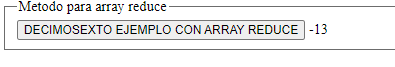 Metodo para array reduce
DECIMOSEXTO EJEMPLO CON ARRAY REDUCE -13